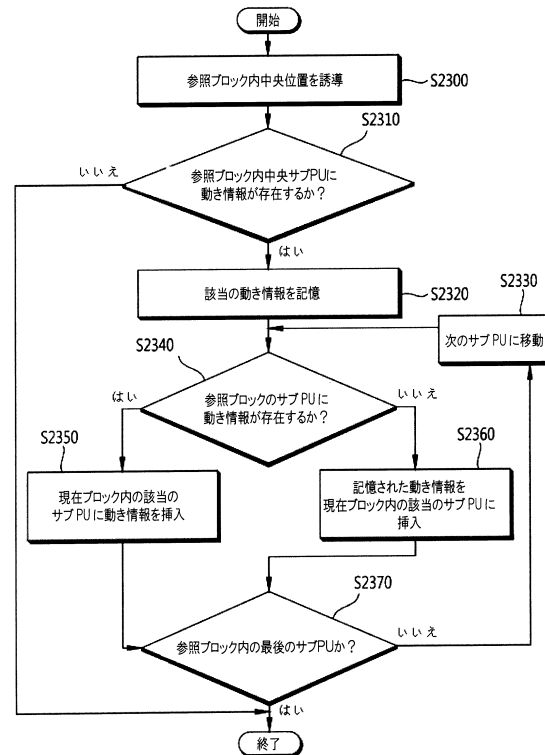 開始
参照ブロック内中央位置を誘導
S2300
S2310
いいえ
参照ブロック内中央サブPUに
動き情報が存在するか？
はい
該当の動き情報を記憶
S2320
S2330
次のサブPUに移動
S2340
はい
参照ブロックのサブPUに
動き情報が存在するか？
いいえ
S2350
現在ブロック内の該当の
サブPUに動き情報を挿入
S2360
記憶された動き情報を
現在ブロック内の該当のサブPUに
挿入
S2370
参照ブロック内の最後のサブPUか？
いいえ
はい
終了